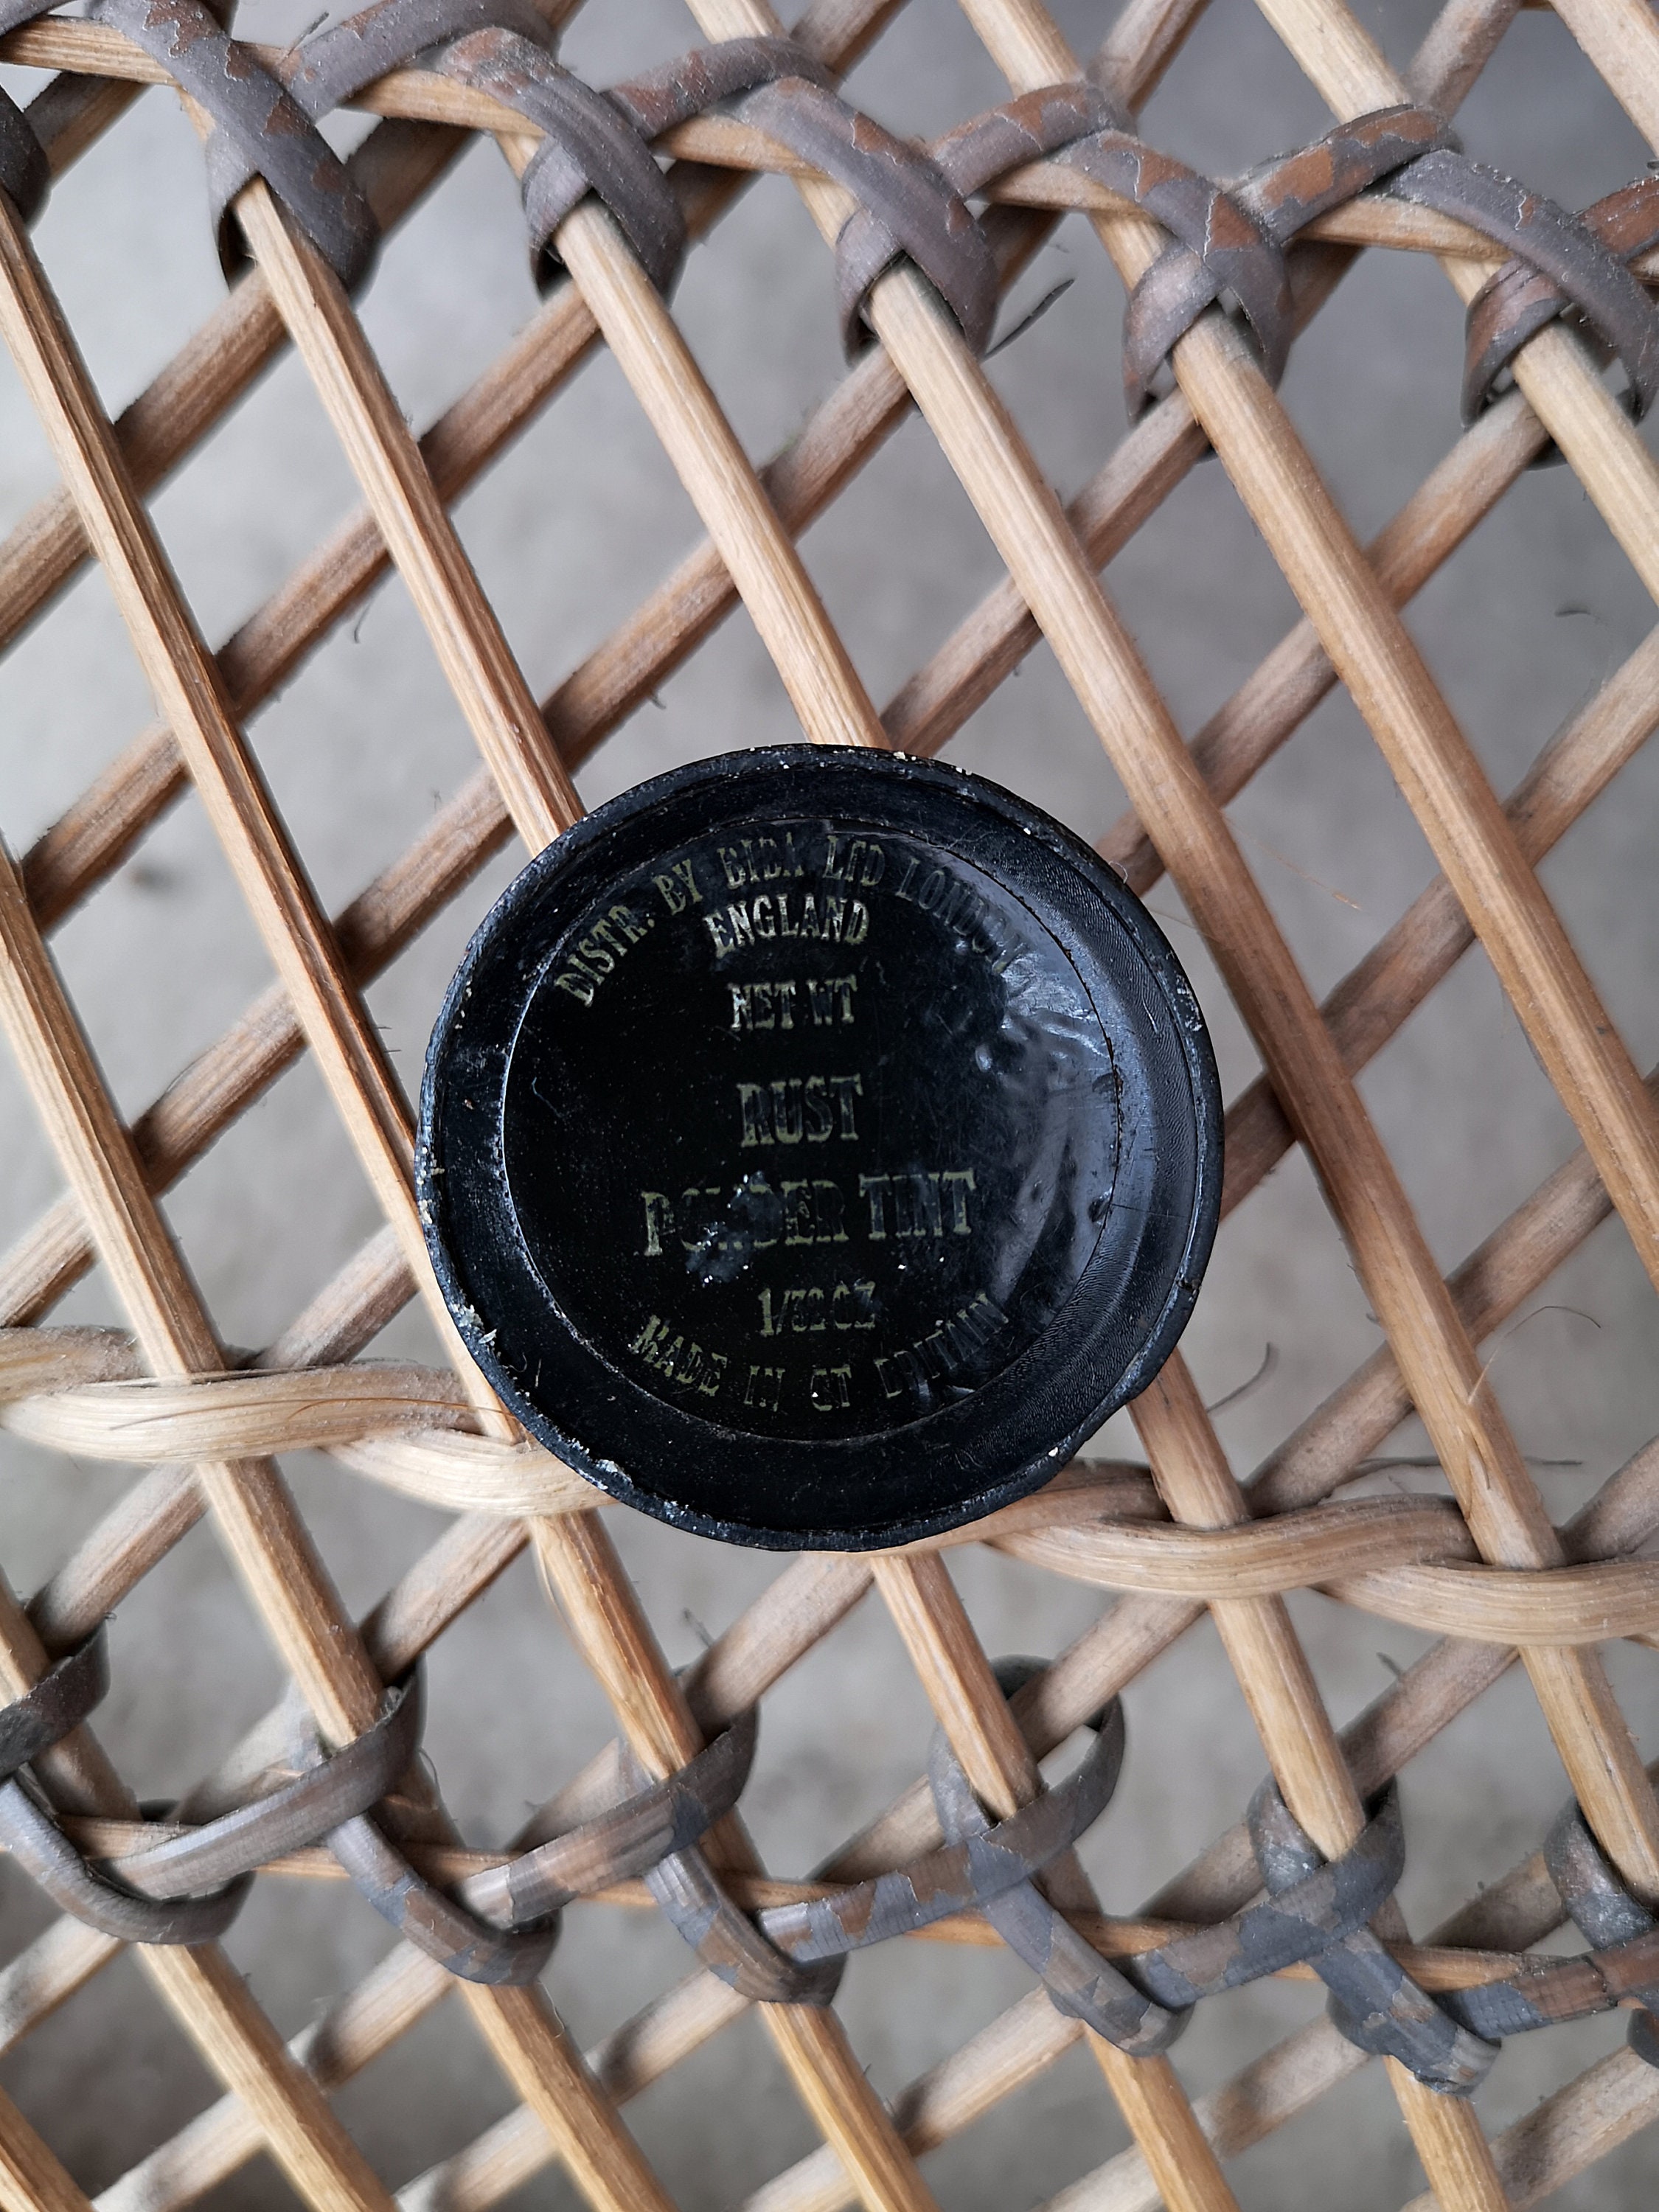 DISTR. BY BIBA LTD LONDON
ENGLAND
NET WT
RUST
POWDER TINT
1/32 OZ
MADE IN GT BRITAIN